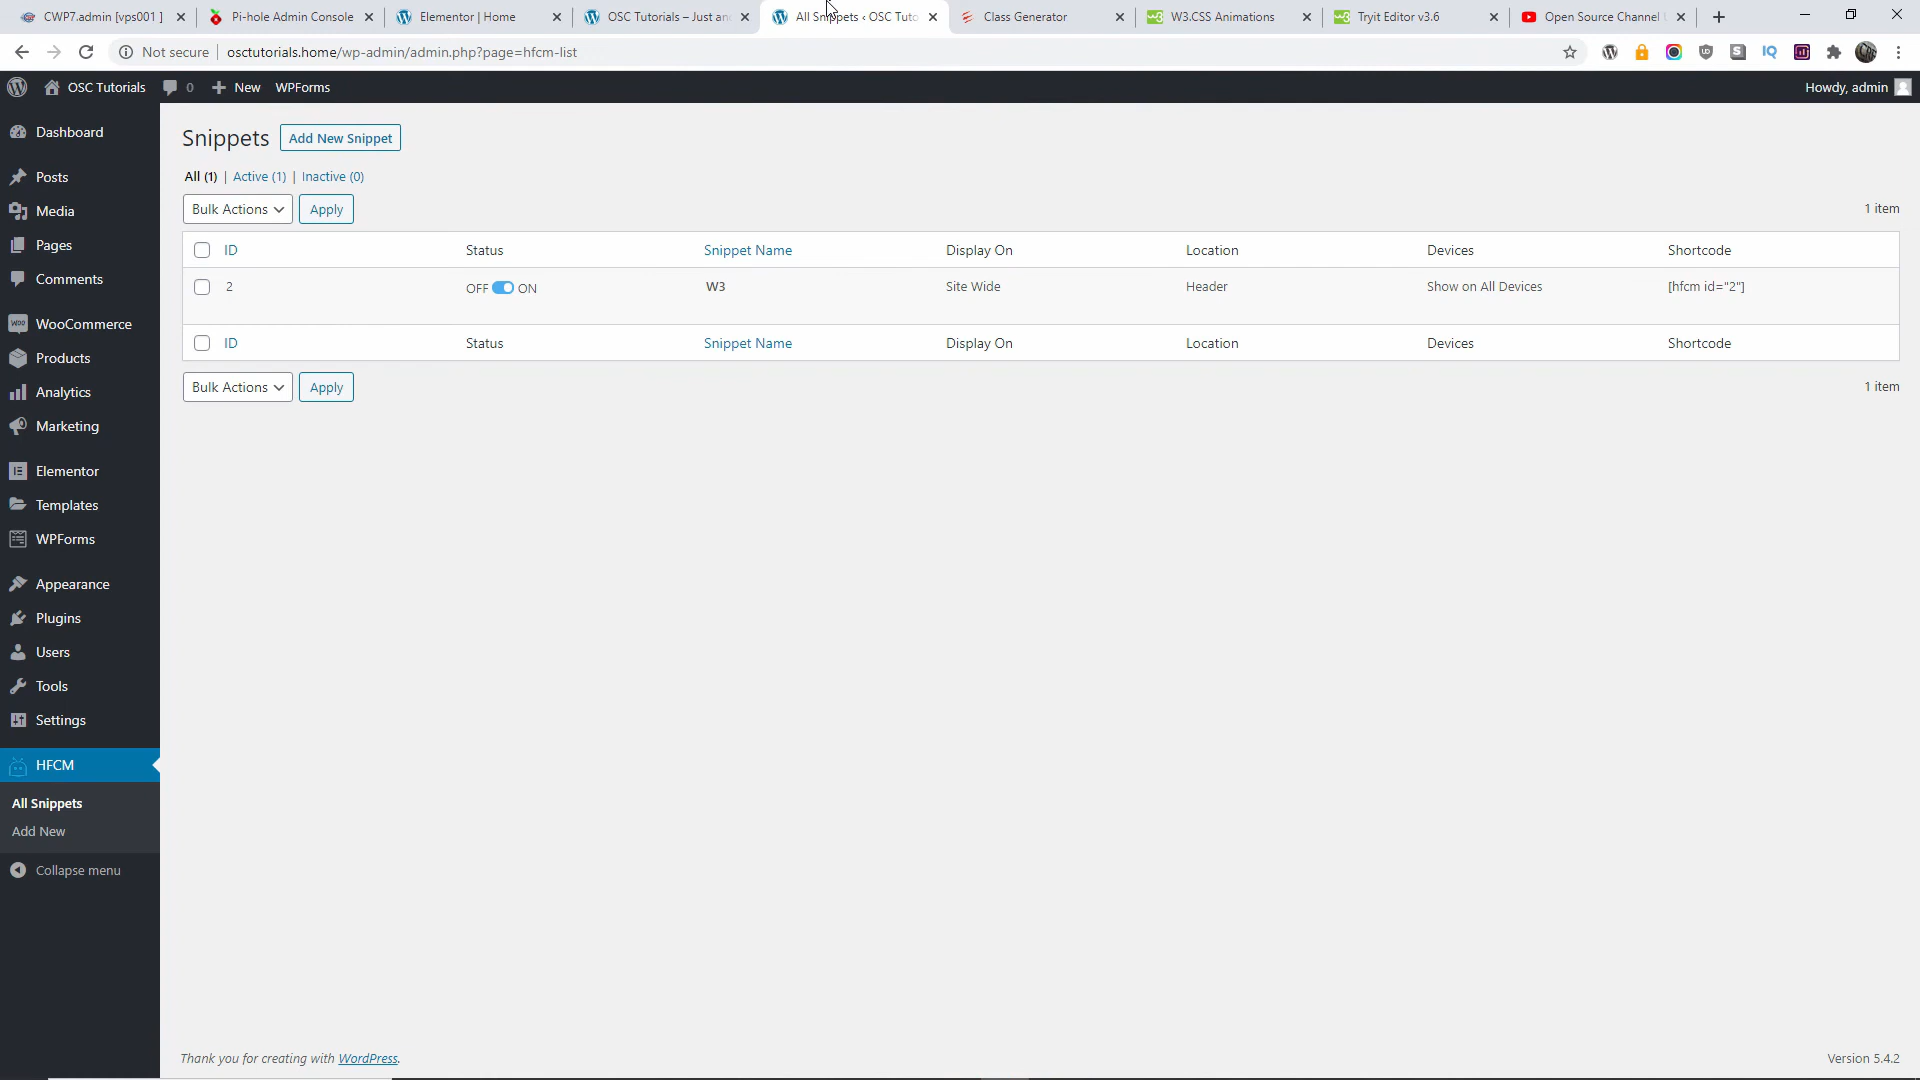 CWP7.admin [vps001 ]
Pi-hole Admin Console
Elementor | Home
OSC Tutorials – Just an
All Snippets ‹ OSC Tuto
Class Generator
W3.CSS Animations
Tryit Editor v3.6
Open Source Channel
Not secure
osctutorials.home/wp-admin/admin.php?page=hfcm-list
OSC Tutorials
0
New
WPForms
Howdy, admin
Dashboard
Posts
Media
Pages
Comments
WooCommerce
Products
Analytics
Marketing
Elementor
Templates
WPForms
Appearance
Plugins
Users
Tools
Settings
HFCM
All Snippets
Add New
Collapse menu
Snippets
Add New Snippet
All (1) | Active (1) | Inactive (0)
Bulk Actions
Apply
1 item
ID Status Snippet Name Display On Location Devices Shortcode
2 OFF ON W3 Site Wide Header Show on All Devices [hfcm id="2"]
ID Status Snippet Name Display On Location Devices Shortcode
Bulk Actions
Apply
1 item
Thank you for creating with WordPress.
Version 5.4.2